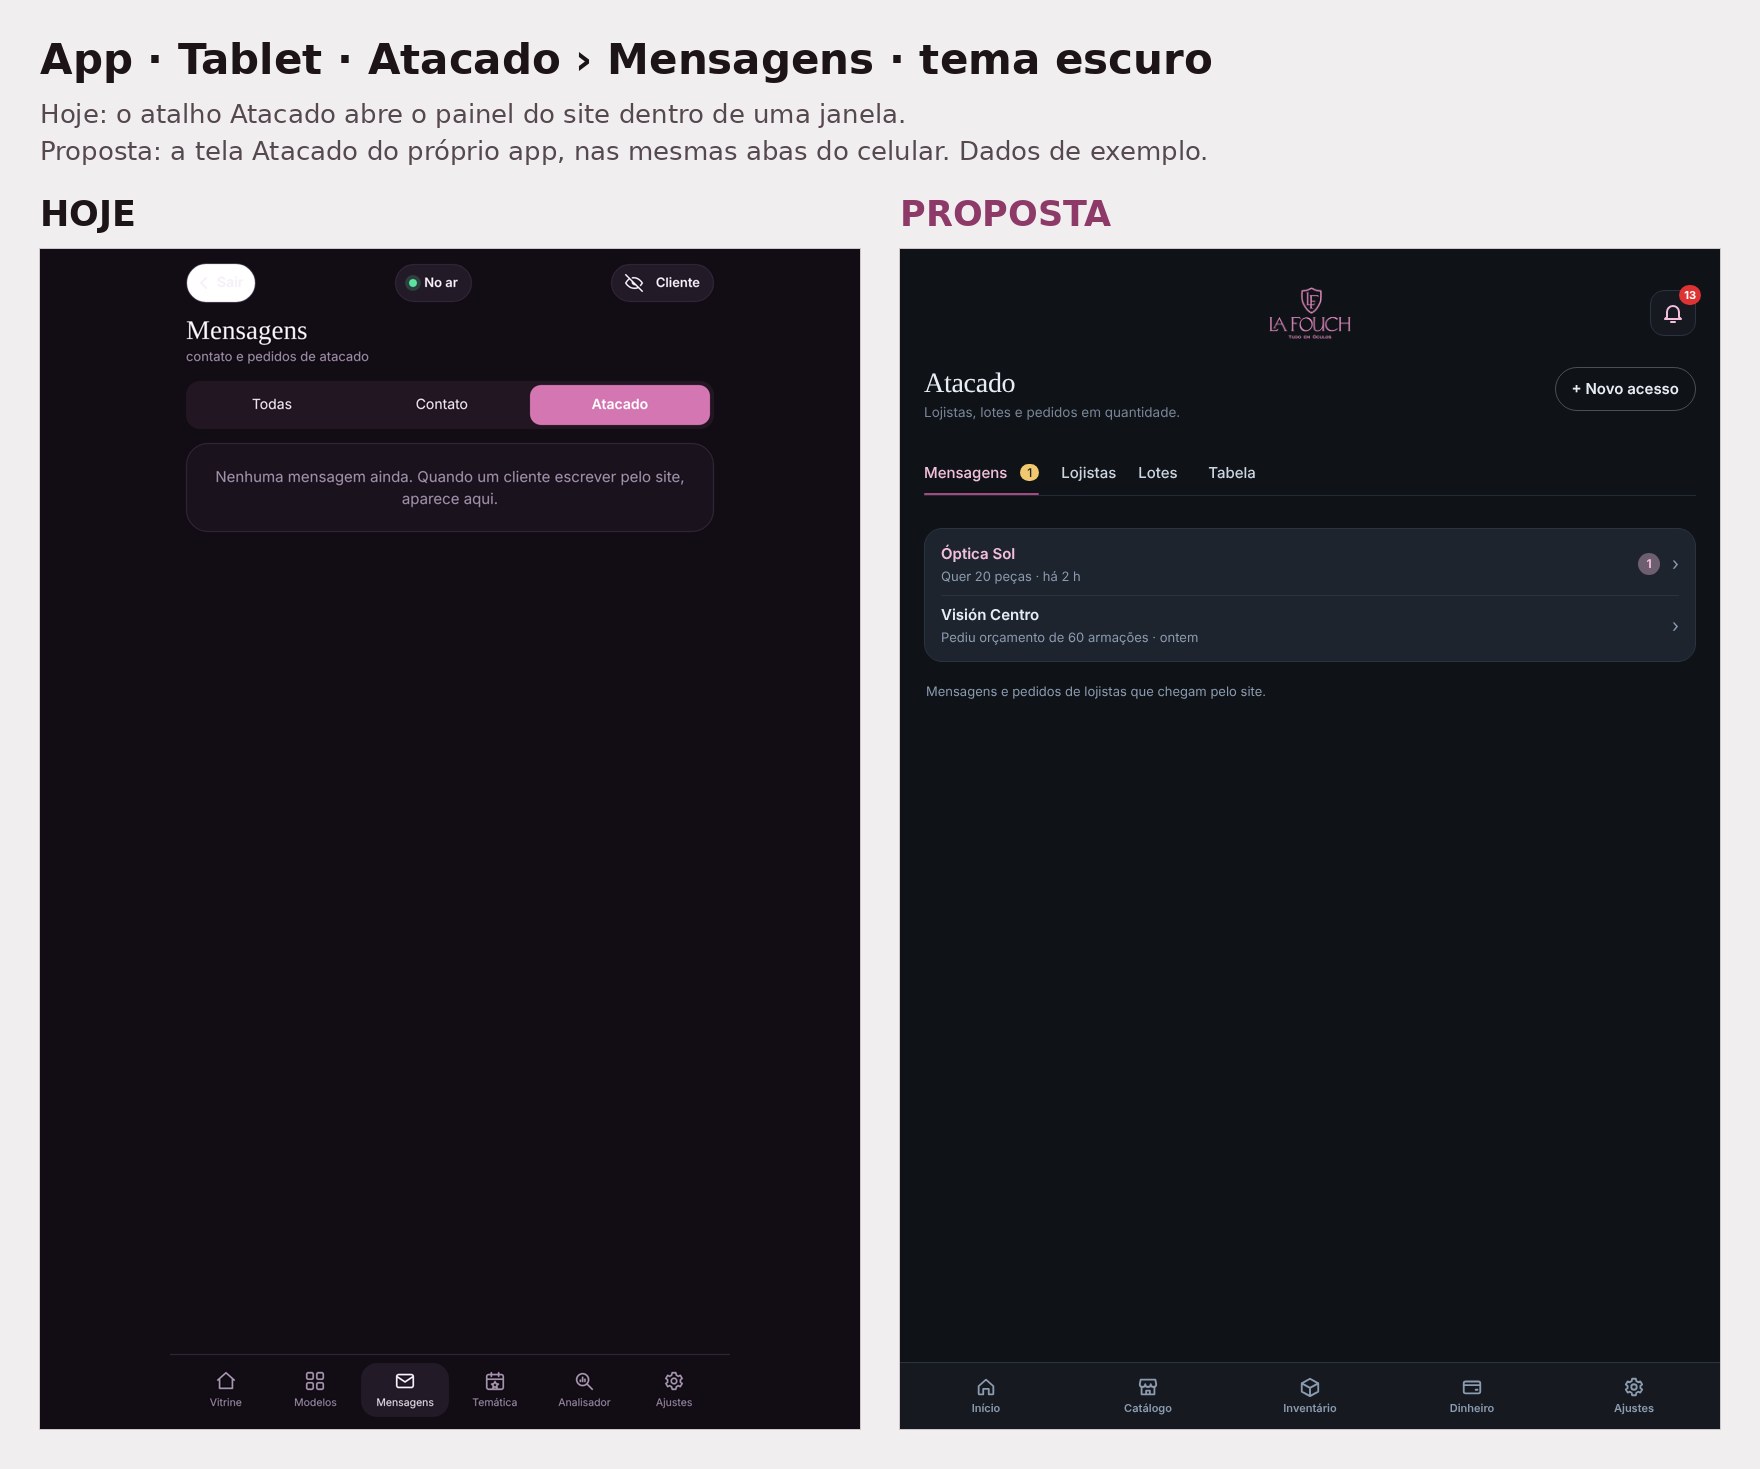 App · Tablet · Atacado › Mensagens · tema escuro
Hoje: o atalho Atacado abre o painel do site dentro de uma janela.
Proposta: a tela Atacado do próprio app, nas mesmas abas do celular. Dados de exemplo.
HOJE
Sair
No ar
Cliente
Mensagens
contato e pedidos de atacado
Todas
Contato
Atacado
Nenhuma mensagem ainda. Quando um cliente escrever pelo site,
aparece aqui.
Vitrine
Modelos
Mensagens
Temática
Analisador
Ajustes
PROPOSTA
LF
LA FOUCH
TUDO EM ÓCULOS
13
Atacado
Lojistas, lotes e pedidos em quantidade.
+ Novo acesso
Mensagens 1
Lojistas
Lotes
Tabela
Óptica Sol
Quer 20 peças · há 2 h
1
Visión Centro
Pediu orçamento de 60 armações · ontem
Mensagens e pedidos de lojistas que chegam pelo site.
Início
Catálogo
Inventário
Dinheiro
Ajustes